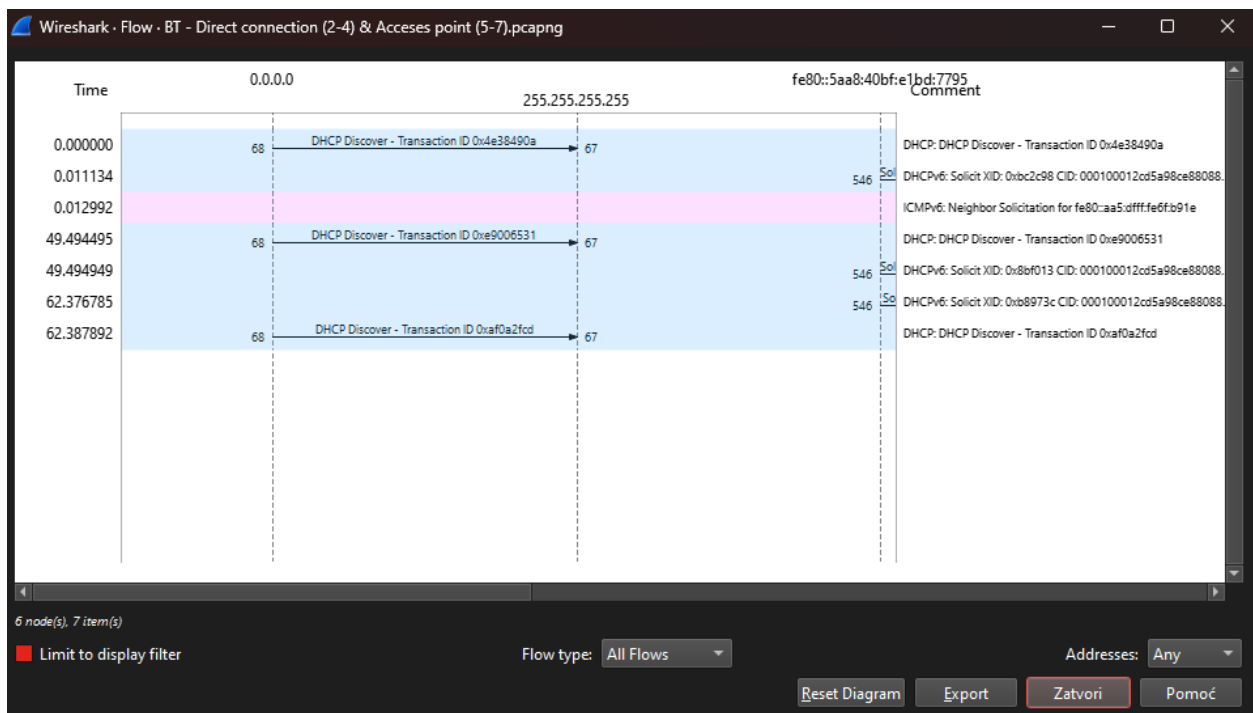 Wireshark · Flow · BT - Direct connection (2-4) & Acceses point (5-7).pcapng
Time 0.0.0.0 255.255.255.255 fe80::5aa8:40bf:e1bd:7795 Comment
0.000000 68 DHCP Discover - Transaction ID 0x4e38490a 67 DHCP: DHCP Discover - Transaction ID 0x4e38490a
0.011134 546 Sol DHCPv6: Solicit XID: 0xbc2c98 CID: 000100012cd5a98ce88088.
0.012992 ICMPv6: Neighbor Solicitation for fe80::aa5:dfff:fe6f:b91e
49.494495 68 DHCP Discover - Transaction ID 0xe9006531 67 DHCP: DHCP Discover - Transaction ID 0xe9006531
49.494949 546 Sol DHCPv6: Solicit XID: 0x8bf013 CID: 000100012cd5a98ce88088.
62.376785 546 So DHCPv6: Solicit XID: 0xb8973c CID: 000100012cd5a98ce88088.
62.387892 68 DHCP Discover - Transaction ID 0xaf0a2fcd 67 DHCP: DHCP Discover - Transaction ID 0xaf0a2fcd
6 node(s), 7 item(s)
Limit to display filter Flow type: All Flows Addresses: Any
Reset Diagram Export Zatvori Pomoć